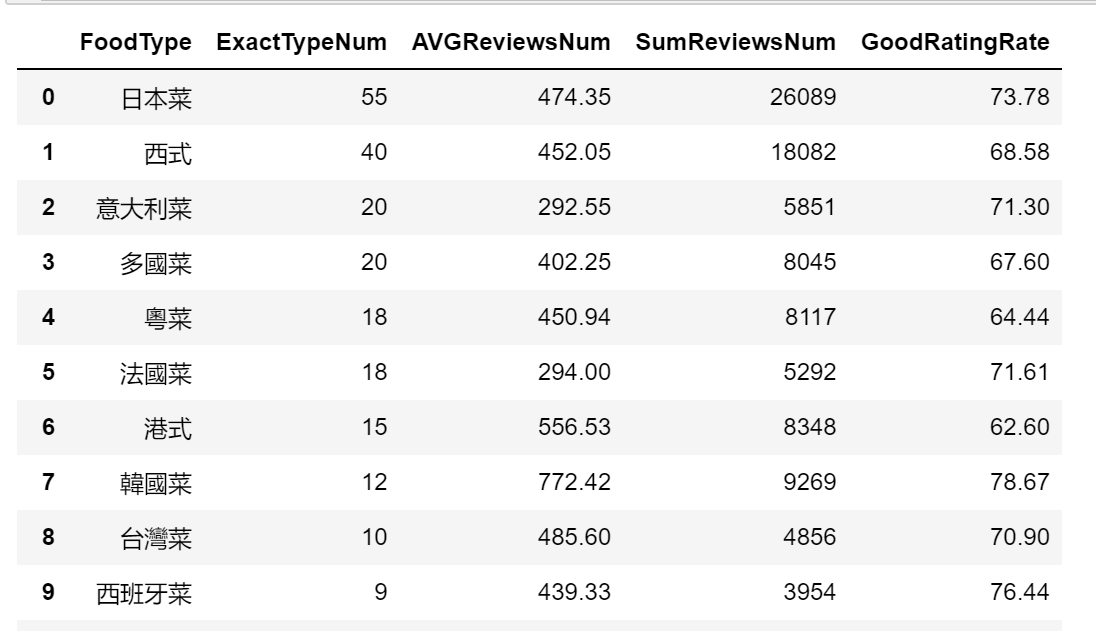 FoodType ExactTypeNum AVGReviewsNum SumReviewsNum GoodRatingRate
0 日本菜 55 474.35 26089 73.78
1 西式 40 452.05 18082 68.58
2 意大利菜 20 292.55 5851 71.30
3 多國菜 20 402.25 8045 67.60
4 粵菜 18 450.94 8117 64.44
5 法國菜 18 294.00 5292 71.61
6 港式 15 556.53 8348 62.60
7 韓國菜 12 772.42 9269 78.67
8 台灣菜 10 485.60 4856 70.90
9 西班牙菜 9 439.33 3954 76.44